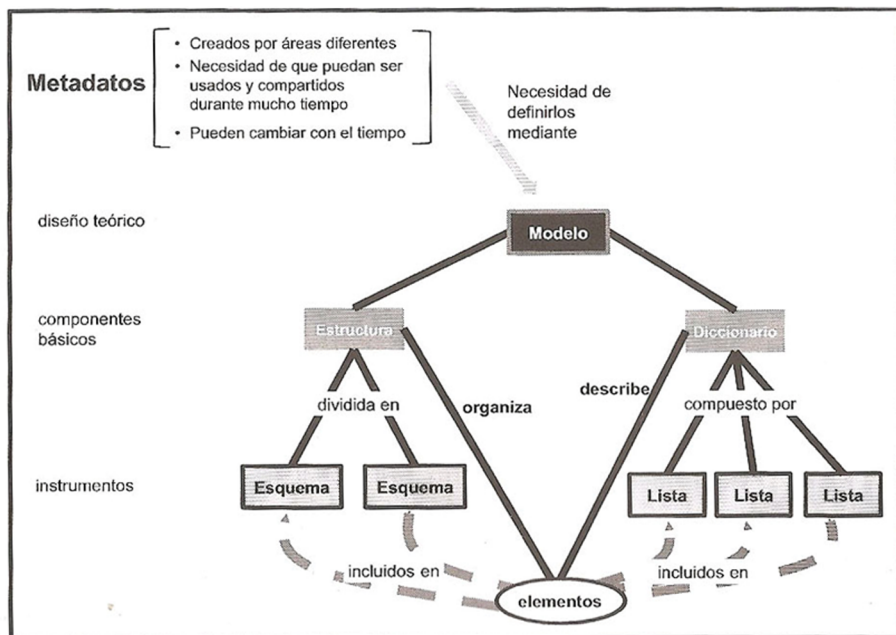 Metadatos
• Creados por áreas diferentes
• Necesidad de que puedan ser
usados y compartidos
durante mucho tiempo
• Pueden cambiar con el tiempo
Necesidad de
definirlos
mediante
diseño teórico
Modelo
componentes
básicos
Estructura
Diccionario
dividida en
organiza
describe
compuesto por
instrumentos
Esquema
Esquema
Lista
Lista
Lista
incluidos en
elementos
incluidos en